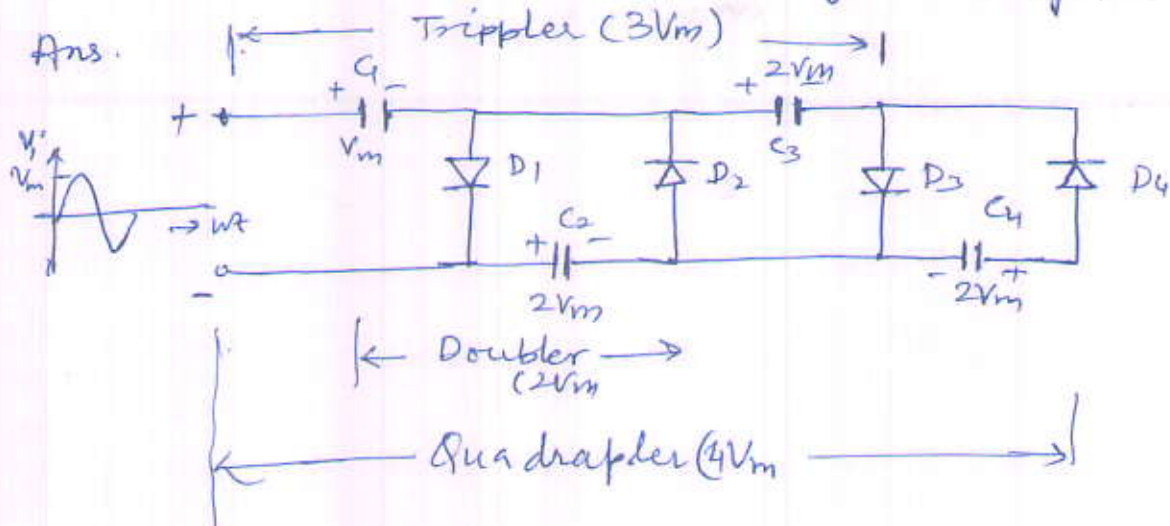 Ans.
Trippler (3Vm)
+ C1 -
Vm
+ 2Vm
C3
+
Vi
Vm
→ wt
-
D1
D2
D3
D4
+ C2 -
2Vm
C4
- 2Vm +
Doubler
(2Vm
Quadrapler (4Vm